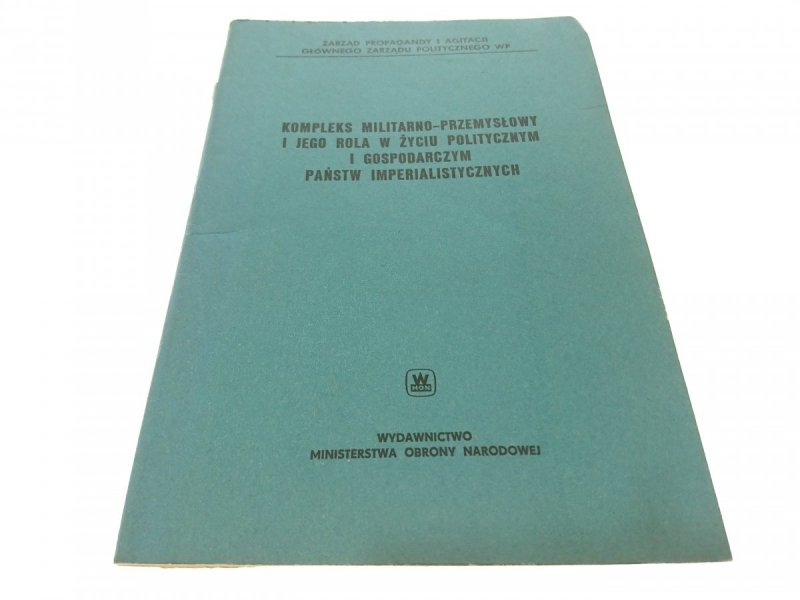 ZARZĄD PROPAGANDY I AGITACJI
GŁÓWNEGO ZARZĄDU POLITYCZNEGO WP
KOMPLEKS MILITARNO-PRZEMYSŁOWY
I JEGO ROLA W ŻYCIU POLITYCZNYM
I GOSPODARCZYM
PAŃSTW IMPERIALISTYCZNYCH
W
MON
WYDAWNICTWO
MINISTERSTWA OBRONY NARODOWEJ